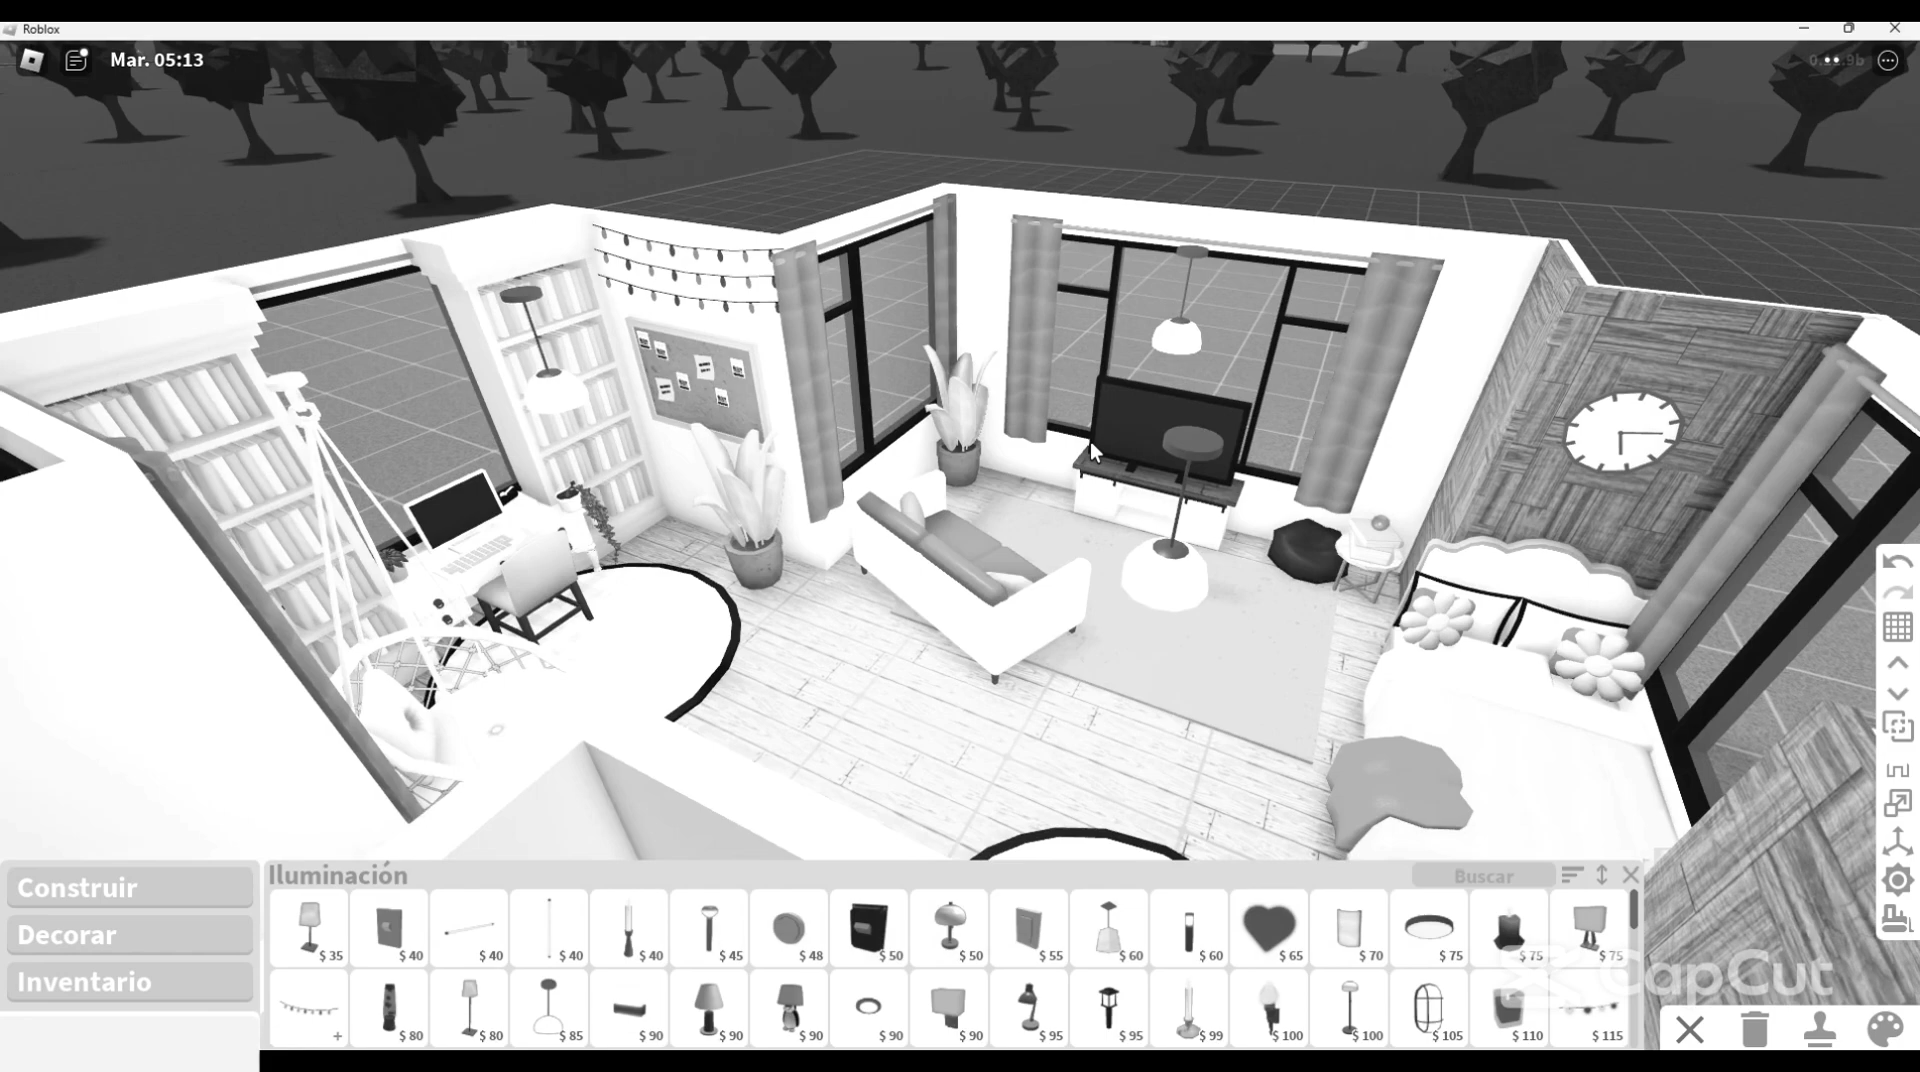 Roblox
Mar. 05:13
Construir
Decorar
Inventario
Iluminación
Buscar
$ 35 $ 40 $ 40 $ 40 $ 40 $ 45 $ 48 $ 50 $ 50 $ 55 $ 60 $ 60 $ 65 $ 70 $ 75 $ 75 $ 75
+ $ 80 $ 80 $ 85 $ 90 $ 90 $ 90 $ 90 $ 90 $ 95 $ 95 $ 99 $ 100 $ 100 $ 105 $ 110 $ 115
CapCut